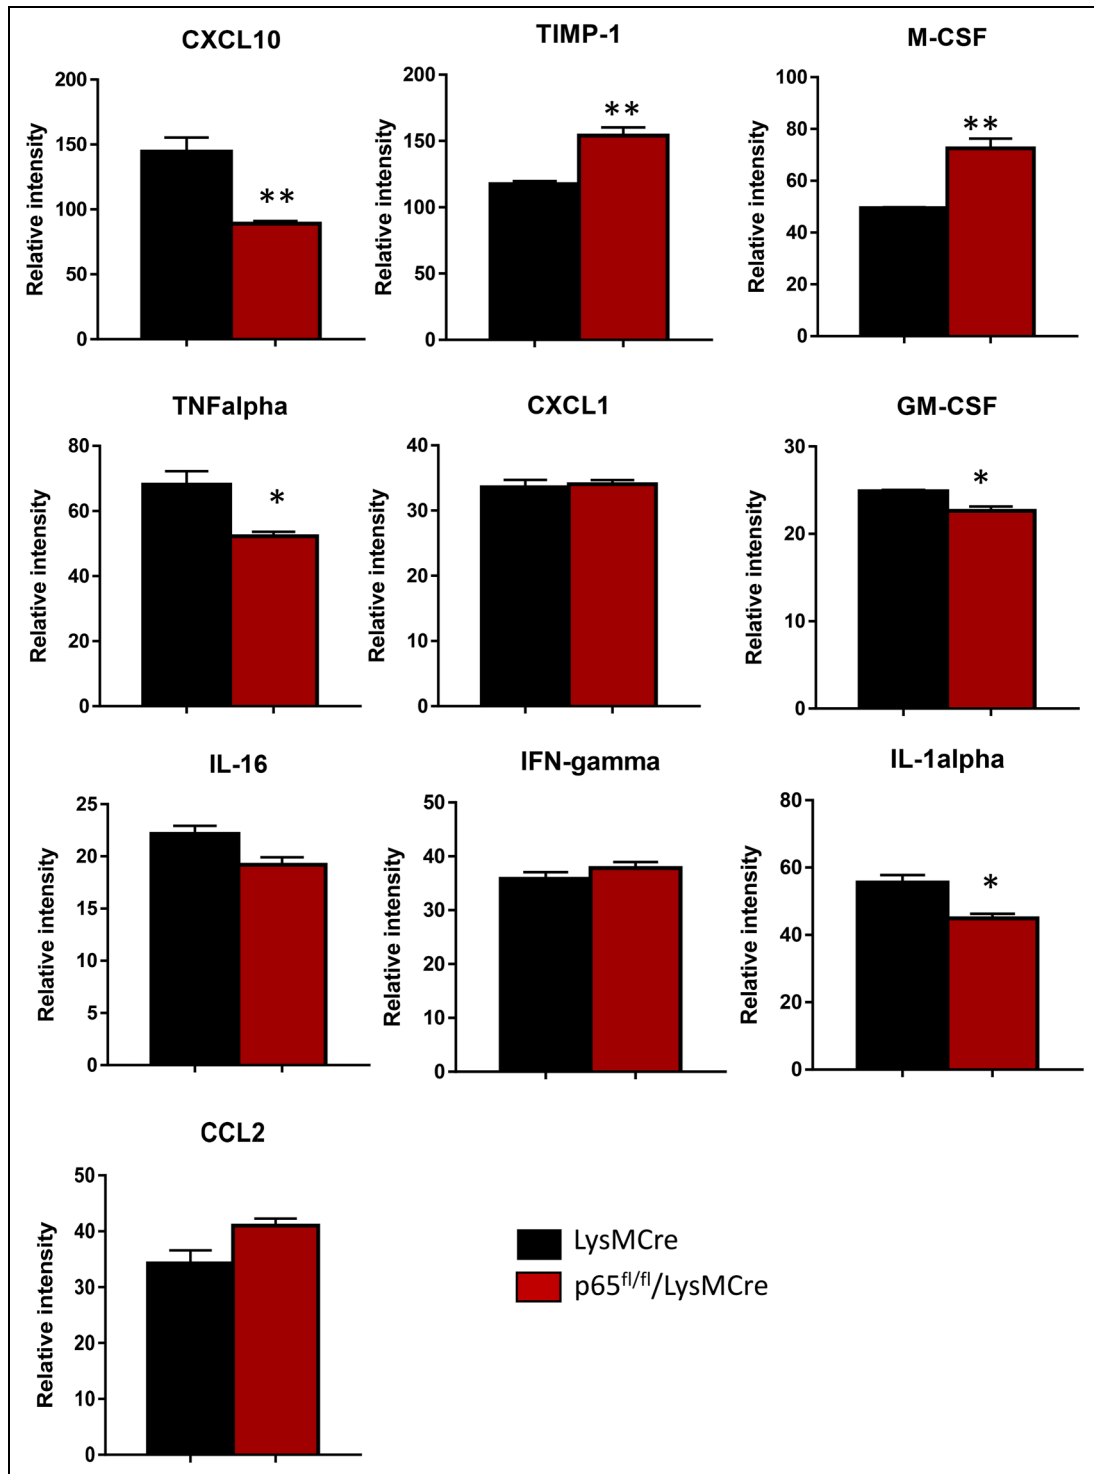 CXCL10
200
150
100
50
0
Relative intensity
**
TIMP-1
200
150
100
50
0
Relative intensity
**
M-CSF
100
80
60
40
20
0
Relative intensity
**
TNFalpha
80
60
40
20
0
Relative intensity
*
CXCL1
40
30
20
10
0
Relative intensity
GM-CSF
30
20
10
0
Relative intensity
*
IL-16
25
20
15
10
5
0
Relative intensity
IFN-gamma
50
40
30
20
10
0
Relative intensity
IL-1alpha
80
60
40
20
0
Relative intensity
*
CCL2
50
40
30
20
10
0
Relative intensity
LysMCre
p65fl/fl/LysMCre